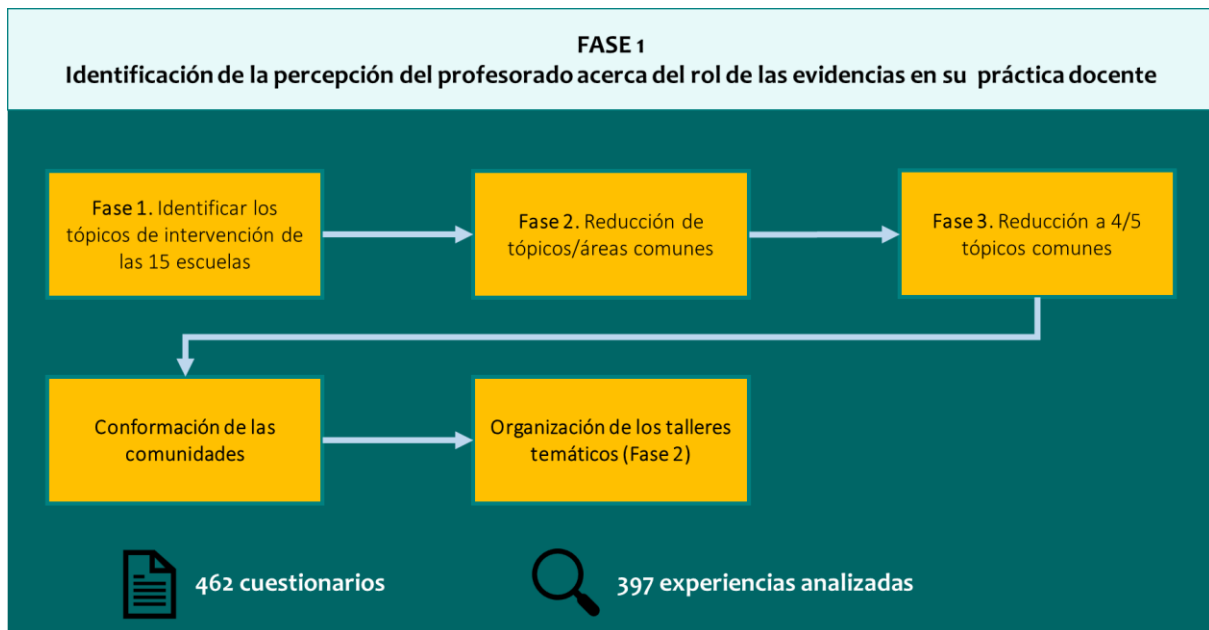 FASE 1
Identificación de la percepción del profesorado acerca del rol de las evidencias en su práctica docente
Fase 1. Identificar los
tópicos de intervención de
las 15 escuelas
Fase 2. Reducción de
tópicos/áreas comunes
Fase 3. Reducción a 4/5
tópicos comunes
Conformación de las
comunidades
Organización de los talleres
temáticos (Fase 2)
462 cuestionarios
397 experiencias analizadas